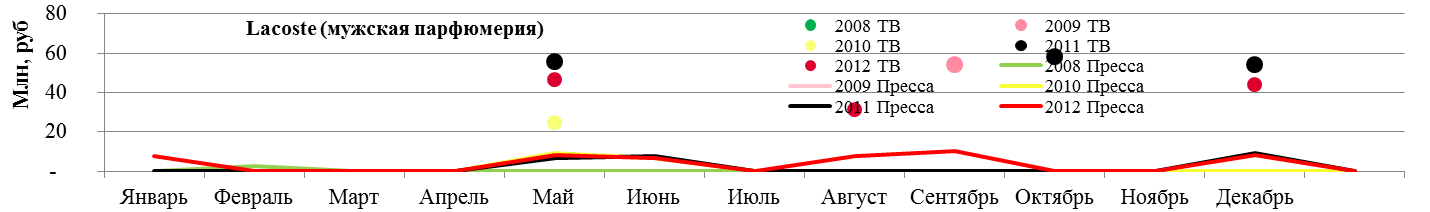 80
Lacoste (мужская парфюмерия)
2008 ТВ
2009 ТВ
Млн, руб
60
2010 ТВ
2011 ТВ
2012 ТВ
2008 Пресса
40
2009 Пресса
2010 Пресса
2011 Пресса
2012 Пресса
20
-
Январь Февраль Март Апрель Май Июнь Июль Август Сентябрь Октябрь Ноябрь Декабрь